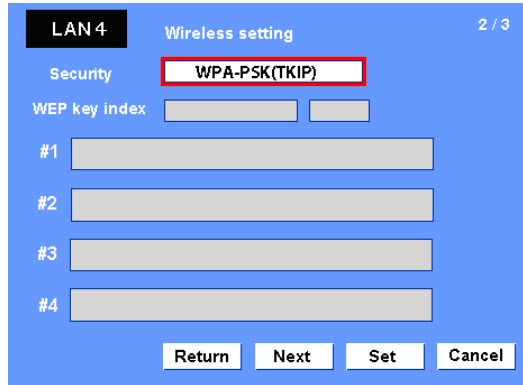 LAN4 Wireless setting 2/3
Security WPA-PSK(TKIP)
WEP key index
#1
#2
#3
#4
Return Next Set Cancel